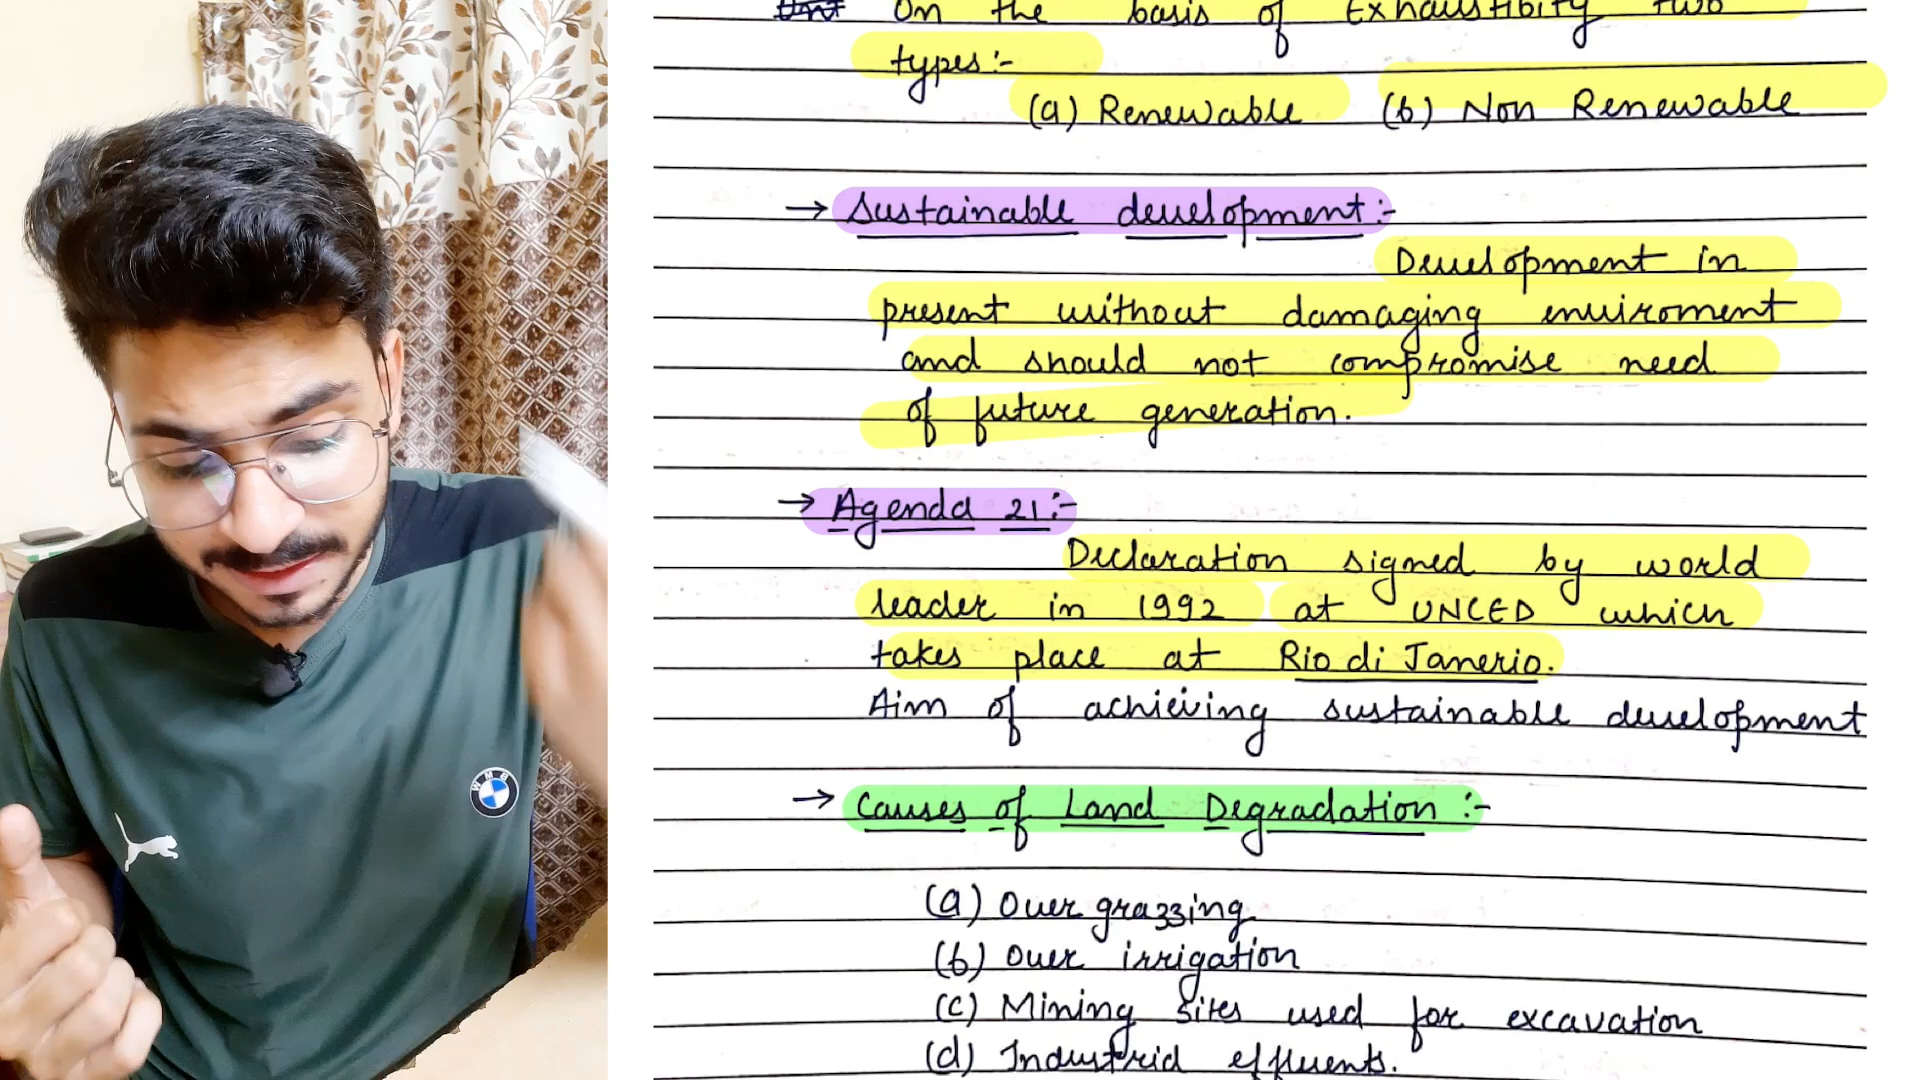 On the basis of Exhaustibity two
types:-
(a) Renewable (b) Non Renewable
→ Sustainable development:-
Development in
present without damaging enviroment
and should not compromise need
of future generation.
→ Agenda 21:-
Declaration signed by world
leader in 1992 at UNCED which
takes place at Rio di Janerio.
Aim of achieving sustainable development
→ Causes of Land Degradation:-
(a) Over grazzing
(b) Over irrigation
(c) Mining sites used for excavation
(d) Industrid effluents.
WMB